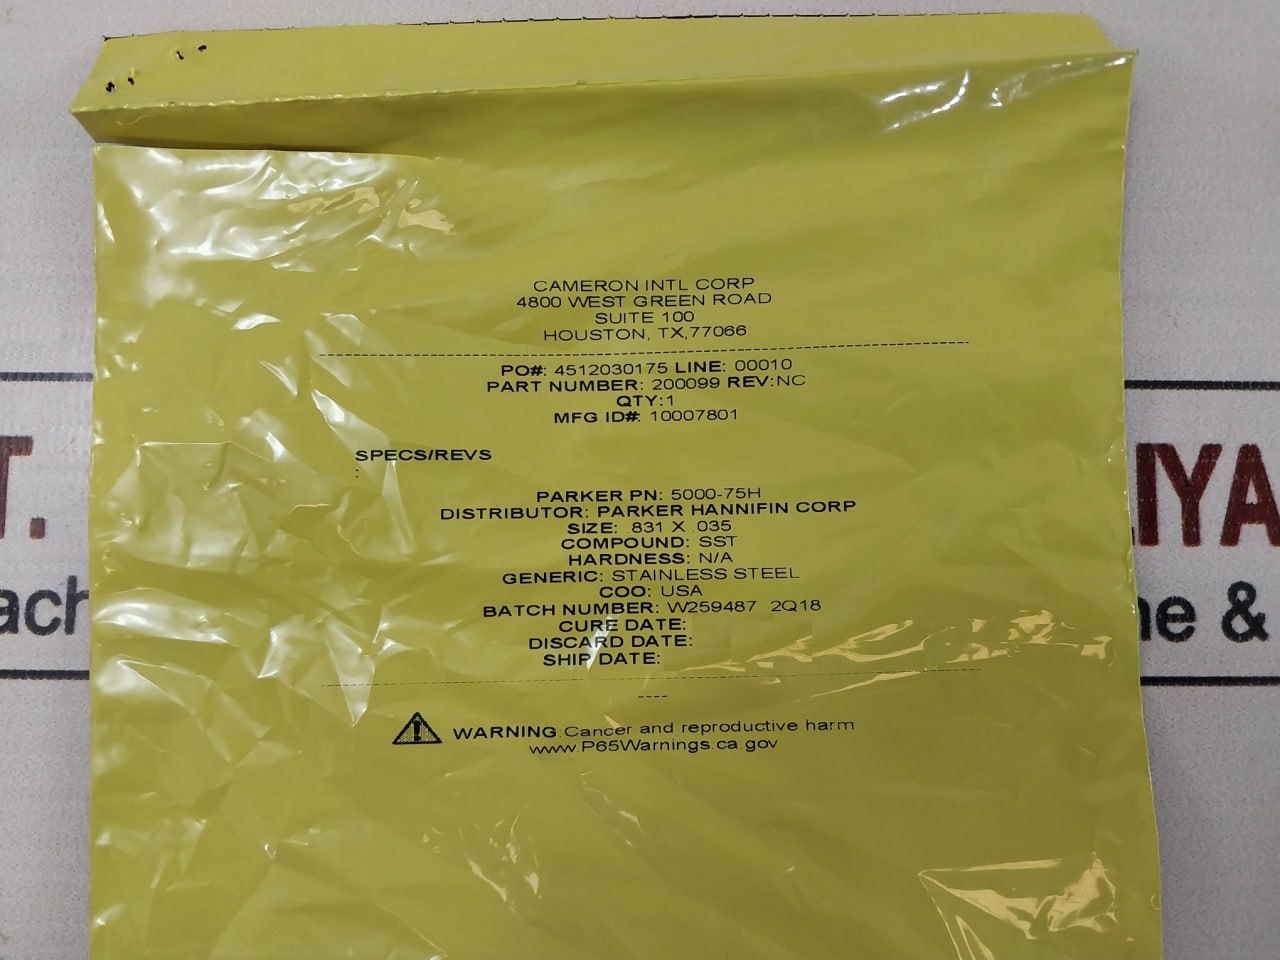 CAMERON INTL CORP
4800 WEST GREEN ROAD
SUITE 100
HOUSTON, TX,77066
PO#: 4512030175 LINE: 00010
PART NUMBER: 200099 REV:NC
QTY:1
MFG ID#: 10007801
SPECS/REVS
:
PARKER PN: 5000-75H
DISTRIBUTOR: PARKER HANNIFIN CORP
SIZE: .831 X .035
COMPOUND: SST
HARDNESS: N/A
GENERIC: STAINLESS STEEL
COO: USA
BATCH NUMBER: W259487 2Q18
CURE DATE:
DISCARD DATE:
SHIP DATE:
WARNING:Cancer and reproductive harm
www.P65Warnings.ca.gov
T.
IYA
ach
ne &